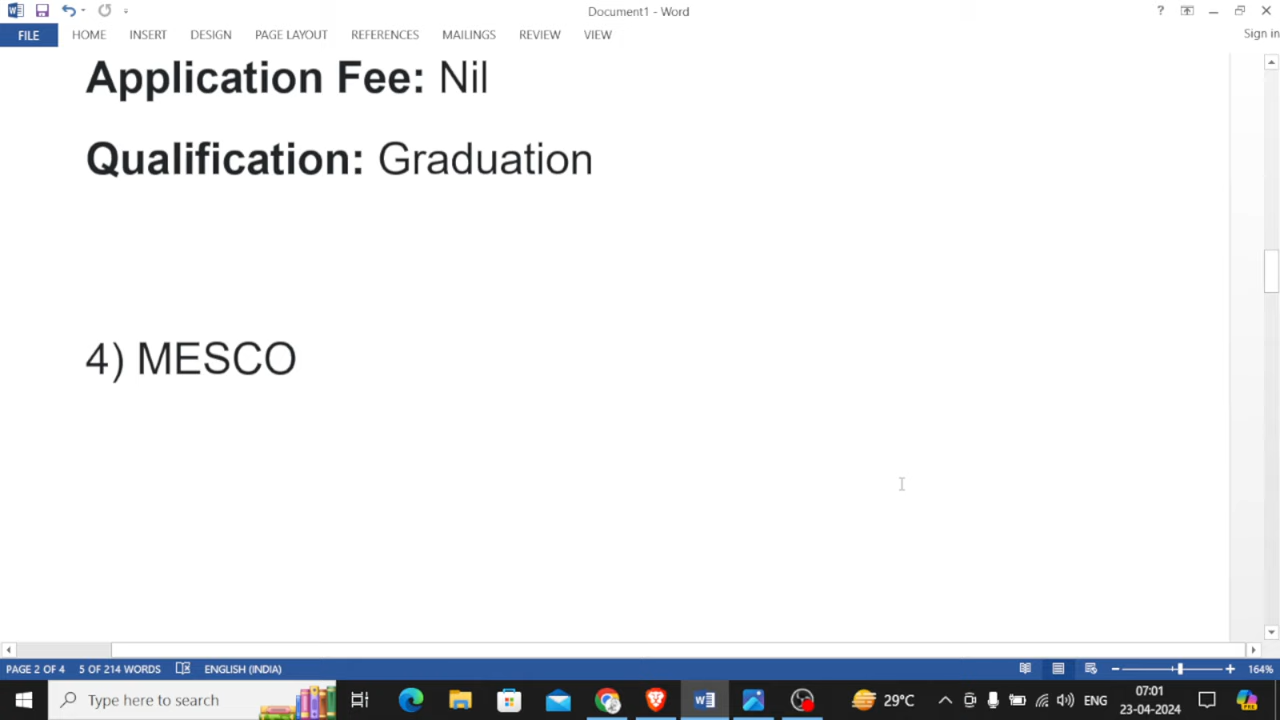 Document1 - Word
?
Sign in
FILE HOME INSERT DESIGN PAGE LAYOUT REFERENCES MAILINGS REVIEW VIEW
Application Fee: Nil
Qualification: Graduation
4) MESCO
PAGE 2 OF 4 5 OF 214 WORDS ENGLISH (INDIA) 164%
Type here to search
29°C
ENG
07:01
23-04-2024